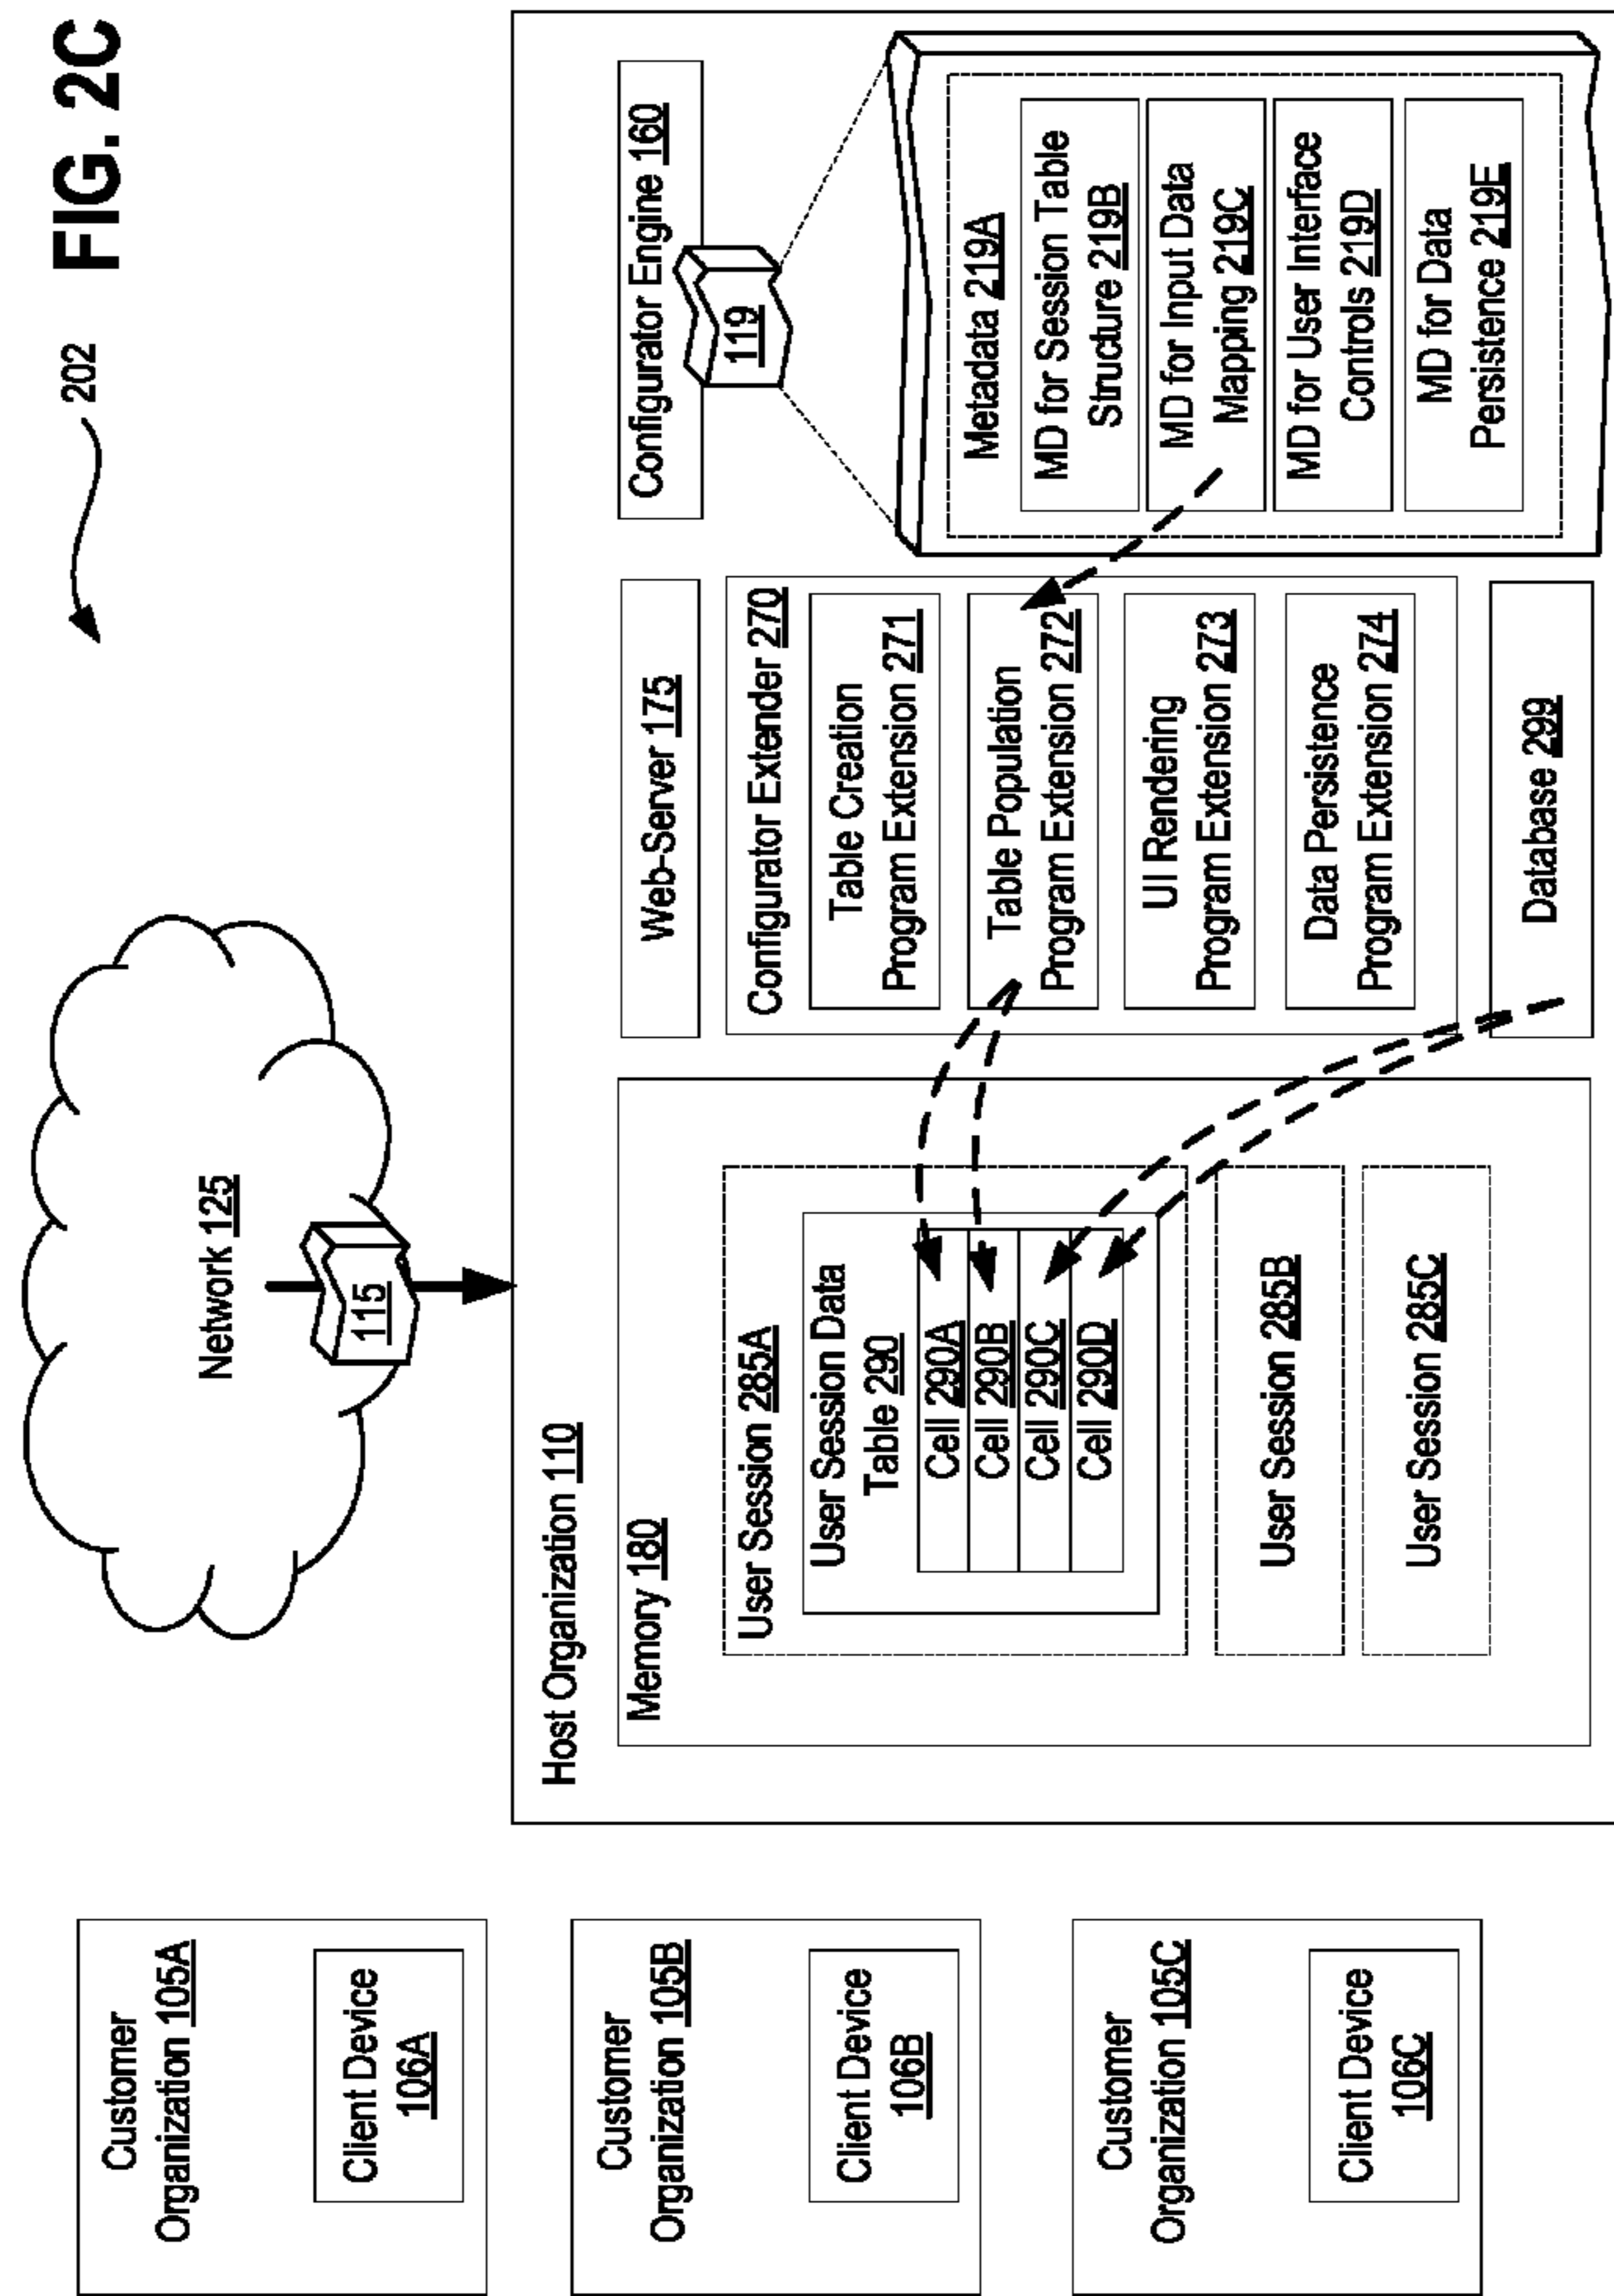 FIG. 2C
202
Customer
Organization 105A
Client Device
106A
Customer
Organization 105B
Client Device
106B
Customer
Organization 105C
Client Device
106C
Network 125
115
Host Organization 110
Memory 180
User Session 285A
User Session Data
Table 290
Cell 290A
Cell 290B
Cell 290C
Cell 290D
User Session 285B
User Session 285C
Web-Server 175
Configurator Extender 270
Table Creation
Program Extension 271
Table Population
Program Extension 272
UI Rendering
Program Extension 273
Data Persistence
Program Extension 274
Database 299
Configurator Engine 160
119
Metadata 219A
MD for Session Table
Structure 219B
MD for Input Data
Mapping 219C
MD for User Interface
Controls 219D
MD for Data
Persistence 219E